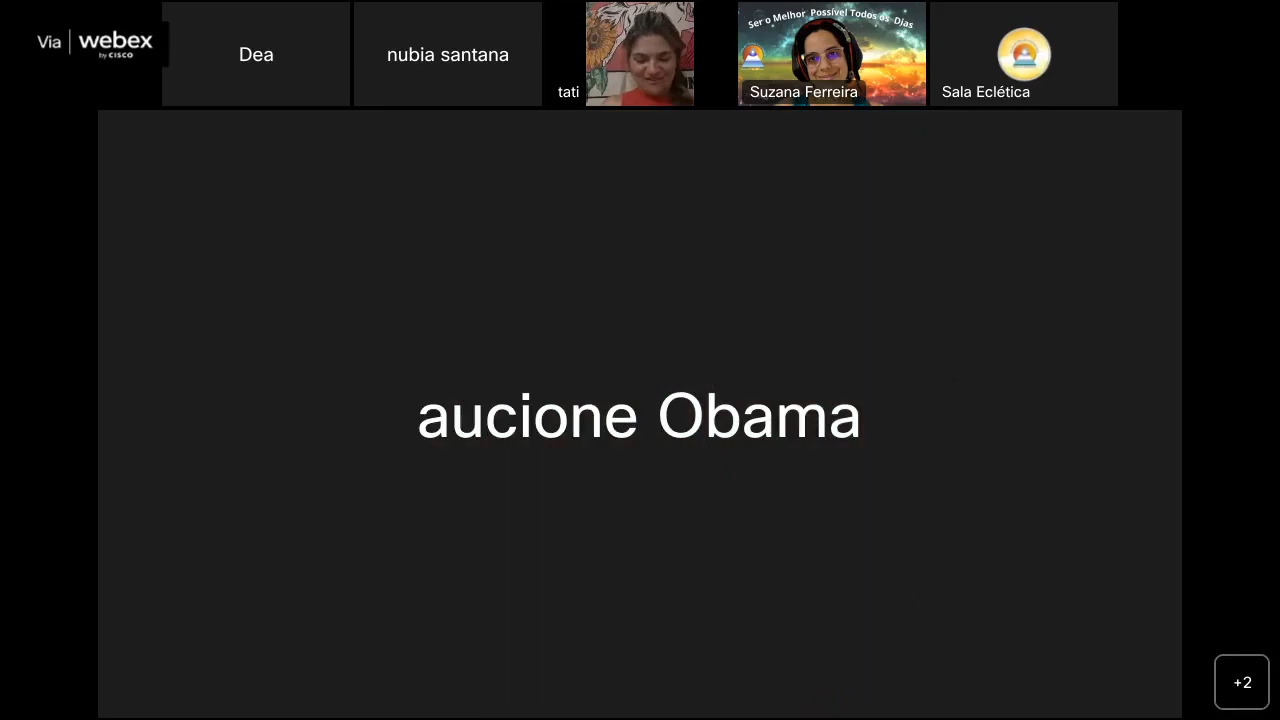 Via webex
by CISCO
Dea
nubia santana
tati
Ser o Melhor Possível Todos os Djas
Suzana Ferreira
Sala Eclética
aucione Obama
+2